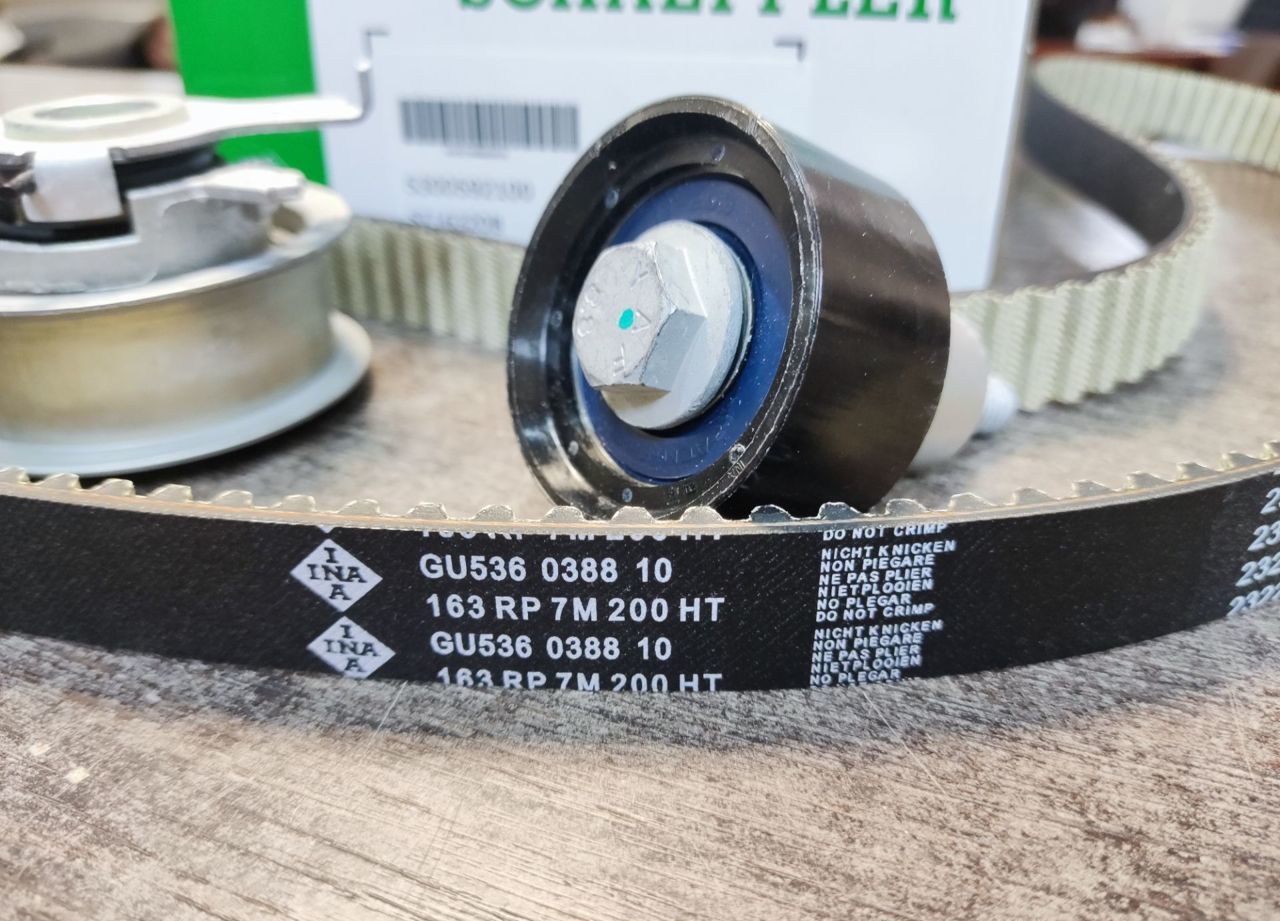 SCHAEFFLER
INA
GU536 0388 10
163 RP 7M 200 HT
INA
GU536 0388 10
163 RP 7M 200 HT
DO NOT CRIMP
NICHT KNICKEN
NON PIEGARE
NE PAS PLIER
NIETPLOOIEN
NO PLEGAR
DO NOT CRIMP
NICHT KNICKEN
NON PIEGARE
NE PAS PLIER
NIETPLOOIEN
NO PLEGAR